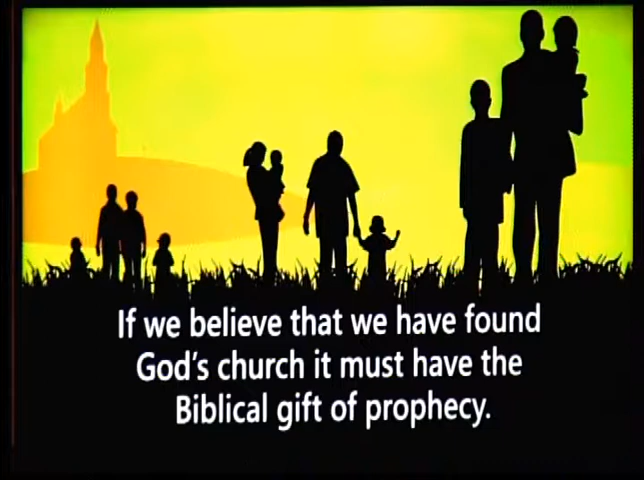 If we believe that we have found
God's church it must have the
Biblical gift of prophecy.